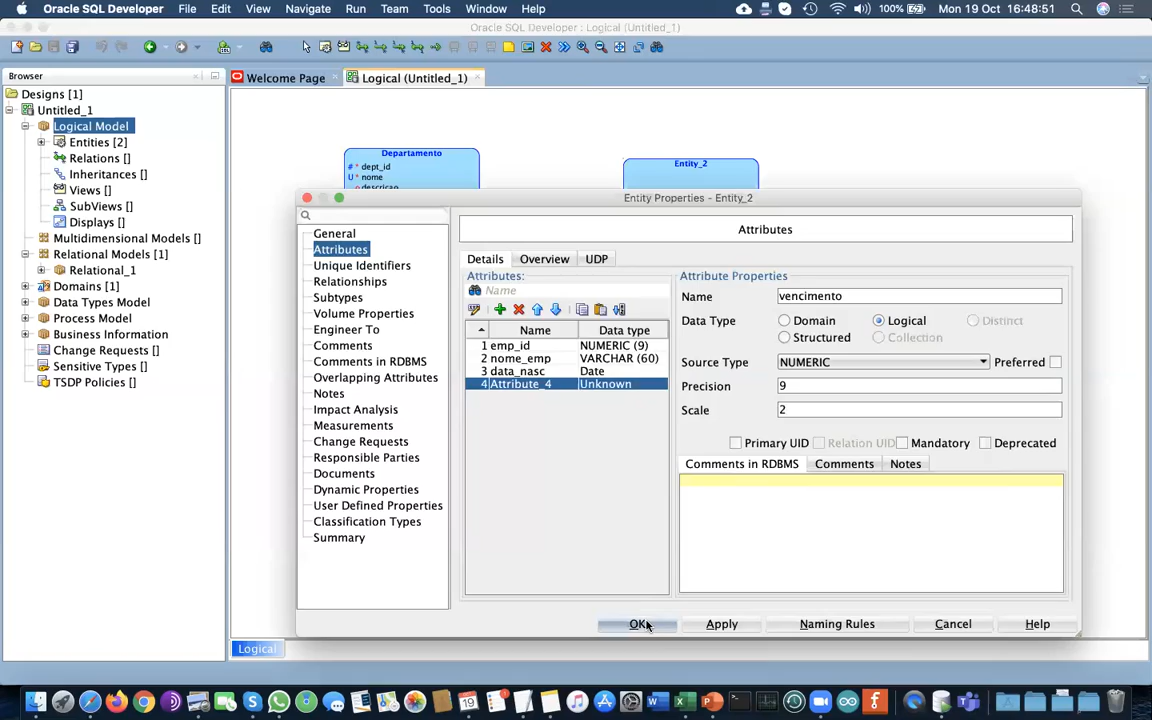 Oracle SQL Developer File Edit View Navigate Run Team Tools Window Help 100% Mon 19 Oct 16:48:51
Oracle SQL Developer : Logical (Untitled_1)
Browser
Welcome Page
Logical (Untitled_1)
Designs [1]
Untitled_1
Logical Model
Entities [2]
Relations []
Inheritances []
Views []
SubViews []
Displays []
Multidimensional Models []
Relational Models [1]
Relational_1
Domains [1]
Data Types Model
Process Model
Business Information
Change Requests []
Sensitive Types []
TSDP Policies []
Departamento
# * dept_id
U * nome
o descricao
Entity_2
Entity Properties - Entity_2
General
Attributes
Unique Identifiers
Relationships
Subtypes
Volume Properties
Engineer To
Comments
Comments in RDBMS
Overlapping Attributes
Notes
Impact Analysis
Measurements
Change Requests
Responsible Parties
Documents
Dynamic Properties
User Defined Properties
Classification Types
Summary
Attributes
Details Overview UDP
Attributes:
Name
Name Data type
1 emp_id NUMERIC (9)
2 nome_emp VARCHAR (60)
3 data_nasc Date
4 Attribute_4 Unknown
Attribute Properties
Name vencimento
Data Type Domain Logical Distinct
Structured Collection
Source Type NUMERIC Preferred
Precision 9
Scale 2
Primary UID Relation UID Mandatory Deprecated
Comments in RDBMS Comments Notes
OK Apply Naming Rules Cancel Help
Logical
19